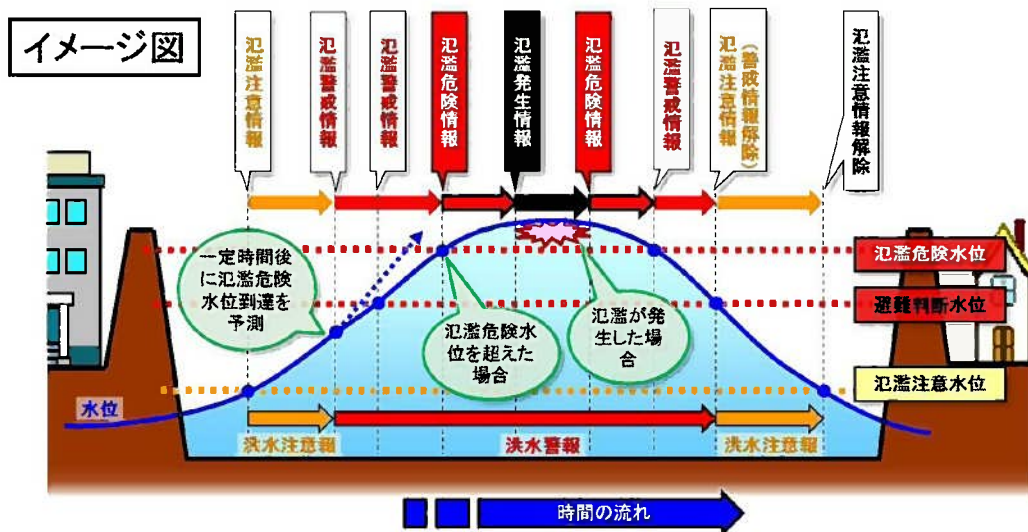 イメージ図
氾濫注意情報
氾濫警戒情報
氾濫警戒情報
氾濫危険情報
氾濫発生情報
氾濫危険情報
氾濫警戒情報
氾濫注意情報
(警戒情報解除)
氾濫注意情報解除
一定時間後
に氾濫危険
水位到達を
予測
氾濫危険水
位を超えた
場合
氾濫が発
生した場
合
氾濫危険水位
避難判断水位
氾濫注意水位
水位
洪水注意報
洪水警報
洪水注意報
時間の流れ